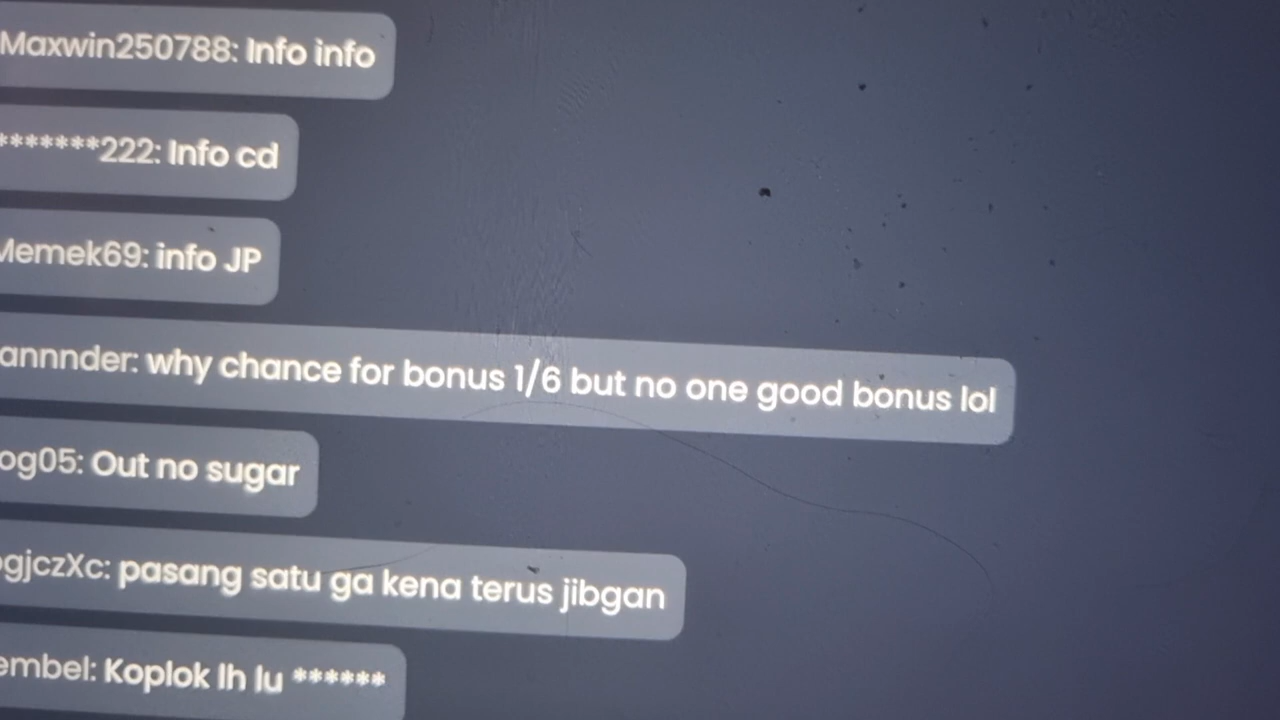 Maxwin250788: Info info
*******222: Info cd
Memek69: info JP
annnder: why chance for bonus 1/6 but no one good bonus lol
og05: Out no sugar
gjczXc: pasang satu ga kena terus jibgan
embel: Koplok lh lu ******